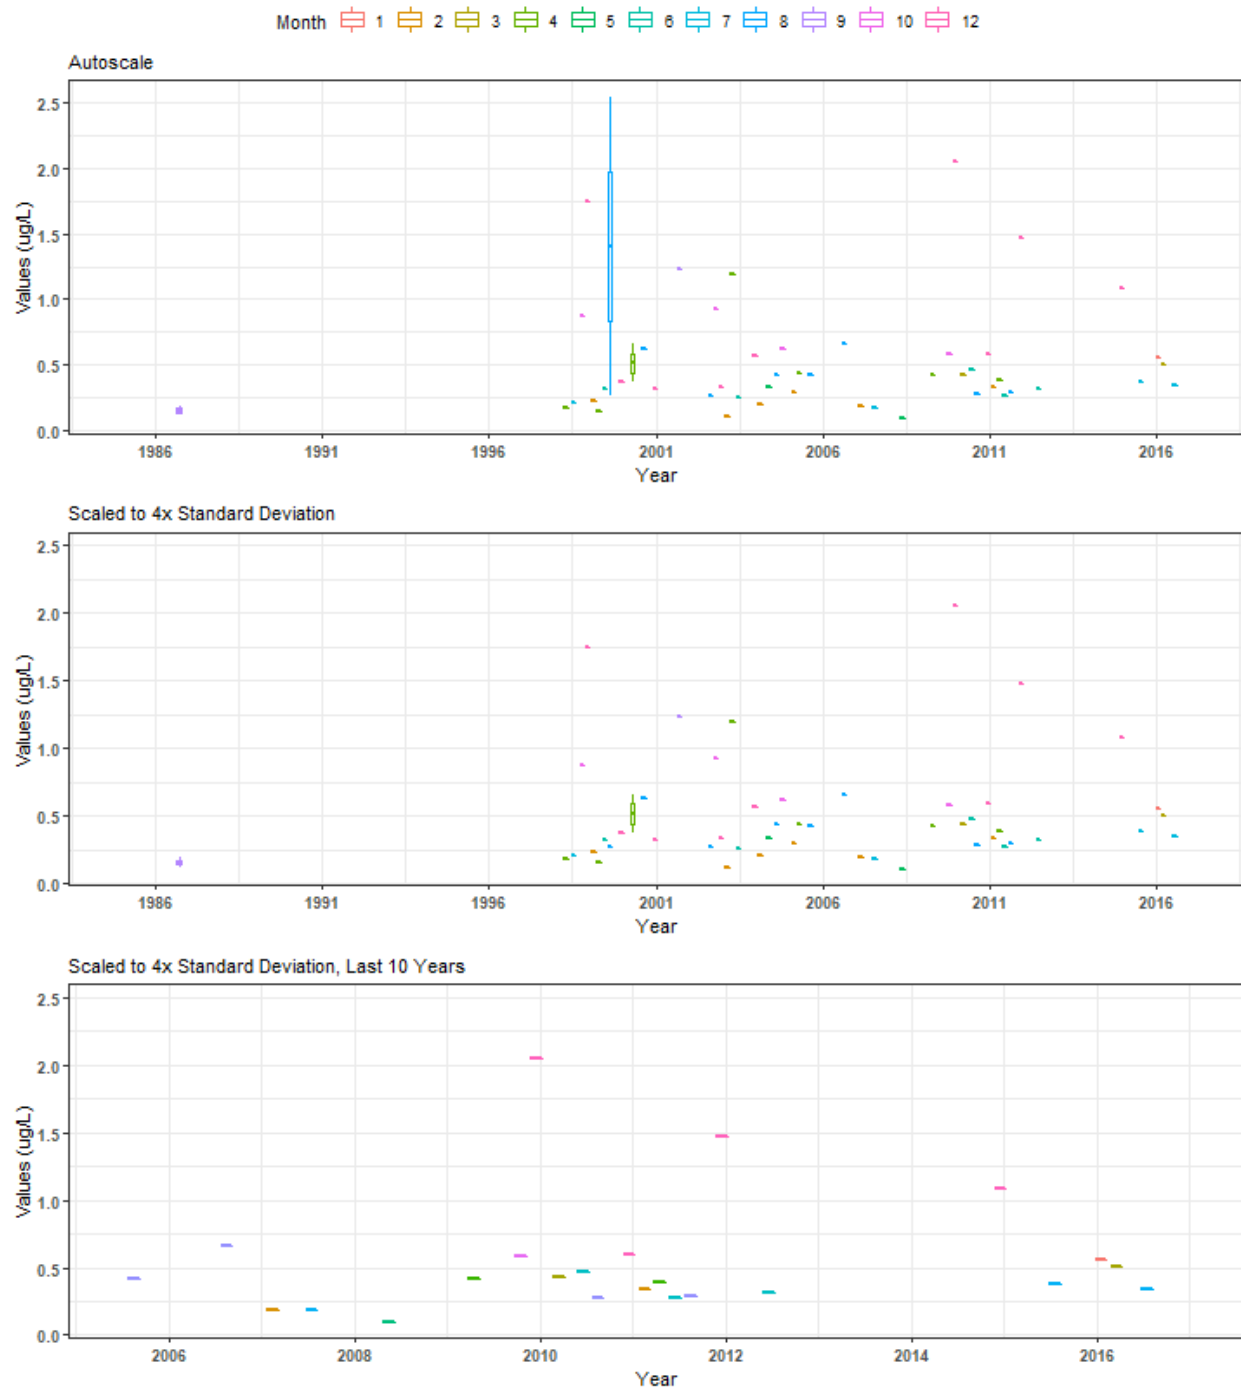 Month 1 2 3 4 5 6 7 8 9 10 12
Autoscale
2.5
2.0
1.5
1.0
0.5
0.0
Values (ug/L)
1986 1991 1996 2001 2006 2011 2016
Year
Scaled to 4x Standard Deviation
2.5
2.0
1.5
1.0
0.5
0.0
Values (ug/L)
1986 1991 1996 2001 2006 2011 2016
Year
Scaled to 4x Standard Deviation, Last 10 Years
2.5
2.0
1.5
1.0
0.5
0.0
Values (ug/L)
2006 2008 2010 2012 2014 2016
Year